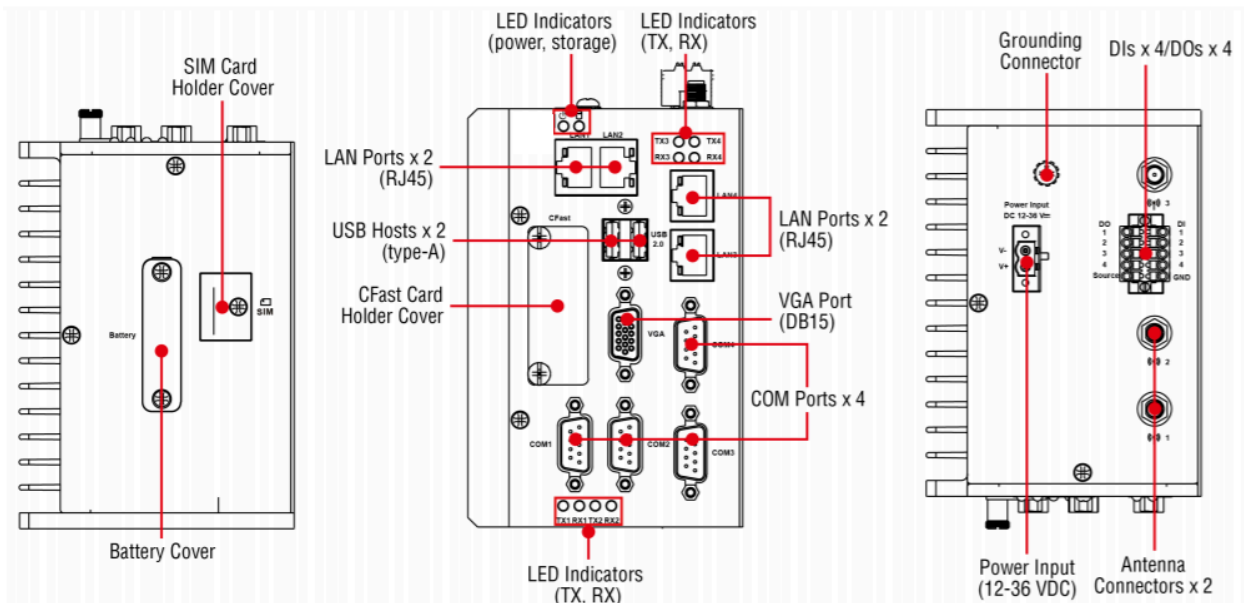 SIM Card
Holder Cover
Battery
SIM
Battery Cover
LED Indicators
(power, storage)
LED Indicators
(TX, RX)
LAN1 LAN2
TX3 TX4
RX3 RX4
LAN Ports x 2
(RJ45)
LAN4
CFast
USB Hosts x 2
(type-A)
USB
2.0
LAN3
LAN Ports x 2
(RJ45)
CFast Card
Holder Cover
VGA
VGA Port
(DB15)
COM4
COM Ports x 4
COM1
COM2
COM3
TX1 RX1 TX2 RX2
LED Indicators
(TX, RX)
Grounding
Connector
DIs x 4/DOs x 4
Power Input
DC 12-36 V
3
DO DI
1 1
2 2
3 3
4 4
Source GND
V-
V+
2
1
Power Input
(12-36 VDC)
Antenna
Connectors x 2